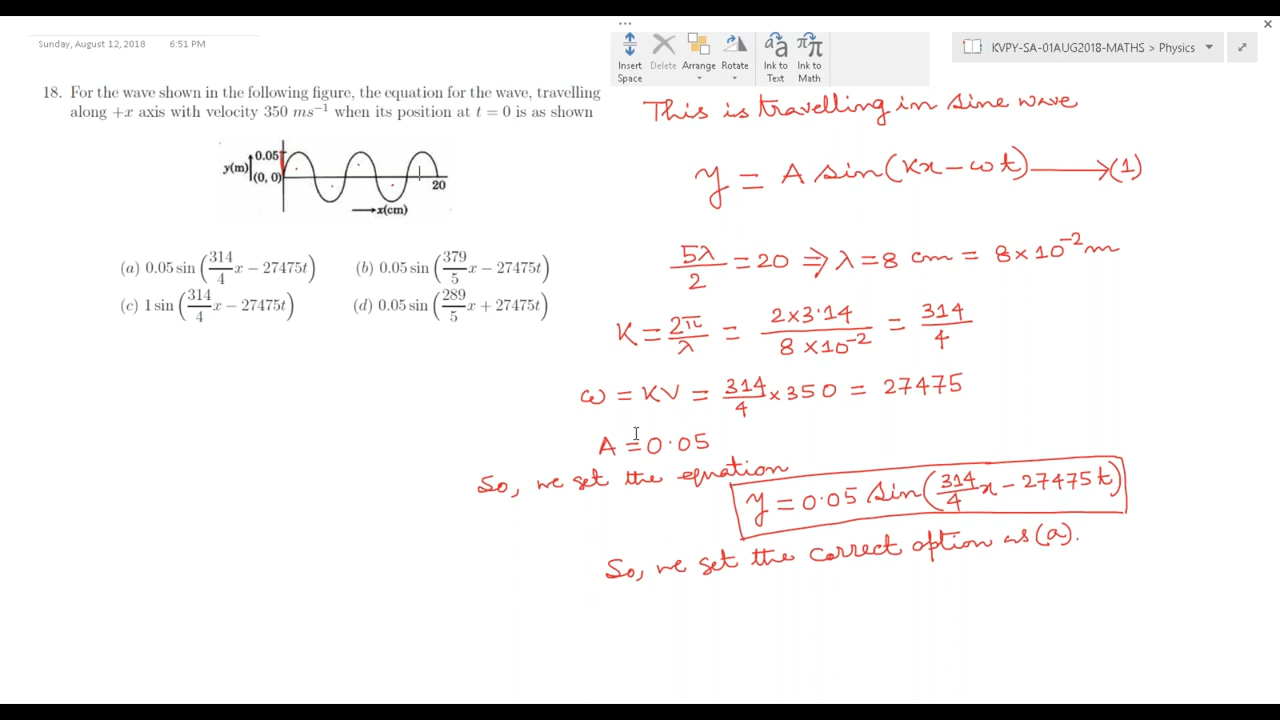 Sunday, August 12, 2018 6:51 PM
Insert Space
Delete
Arrange
Rotate
Ink to Text
Ink to Math
KVPY-SA-01AUG2018-MATHS > Physics
18. For the wave shown in the following figure, the equation for the wave, travelling
along +x axis with velocity 350 ms⁻¹ when its position at t = 0 is as shown
y(m)
0.05
(0, 0)
20
x(cm)
(a) 0.05 sin (314/4 x − 27475t)
(b) 0.05 sin (379/5 x − 27475t)
(c) 1 sin (314/4 x − 27475t)
(d) 0.05 sin (289/5 x + 27475t)
This is travelling in sine wave
y = A sin(Kx − ωt) → (1)
5λ/2 = 20 ⇒ λ = 8 cm = 8×10⁻² m
K = 2π/λ = 2×3·14/8×10⁻² = 314/4
ω = KV = 314/4 × 350 = 27475
A = 0·05
So, we set the equation
y = 0·05 sin(314/4 x − 27475t)
So, we set the correct option as (a).